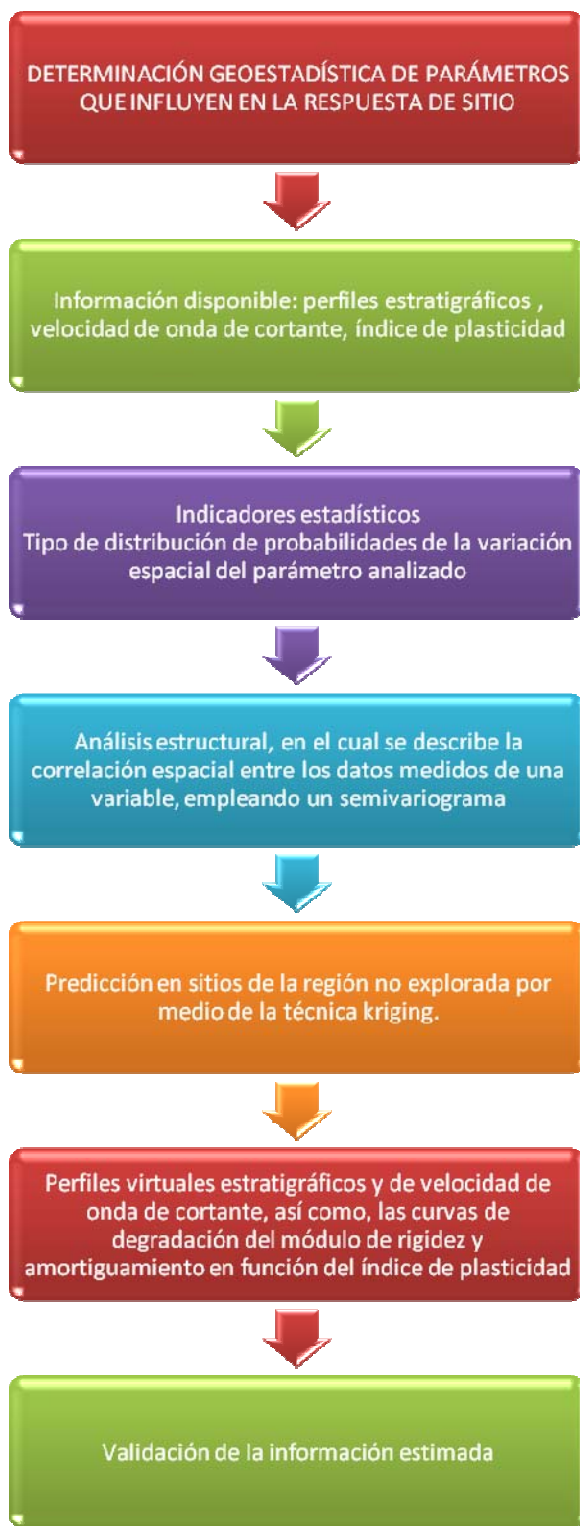 DETERMINACIÓN GEOESTADÍSTICA DE PARÁMETROS
QUE INFLUYEN EN LA RESPUESTA DE SITIO
Información disponible: perfiles estratigráficos ,
velocidad de onda de cortante, índice de plasticidad
Indicadores estadísticos
Tipo de distribución de probabilidades de la variación
espacial del parámetro analizado
Análisis estructural, en el cual se describe la
correlación espacial entre los datos medidos de una
variable, empleando un semivariograma
Predicción en sitios de la región no explorada por
medio de la técnica kriging.
Perfiles virtuales estratigráficos y de velocidad de
onda de cortante, así como, las curvas de
degradación del módulo de rigidez y
amortiguamiento en función del índice de plasticidad
Validación de la información estimada